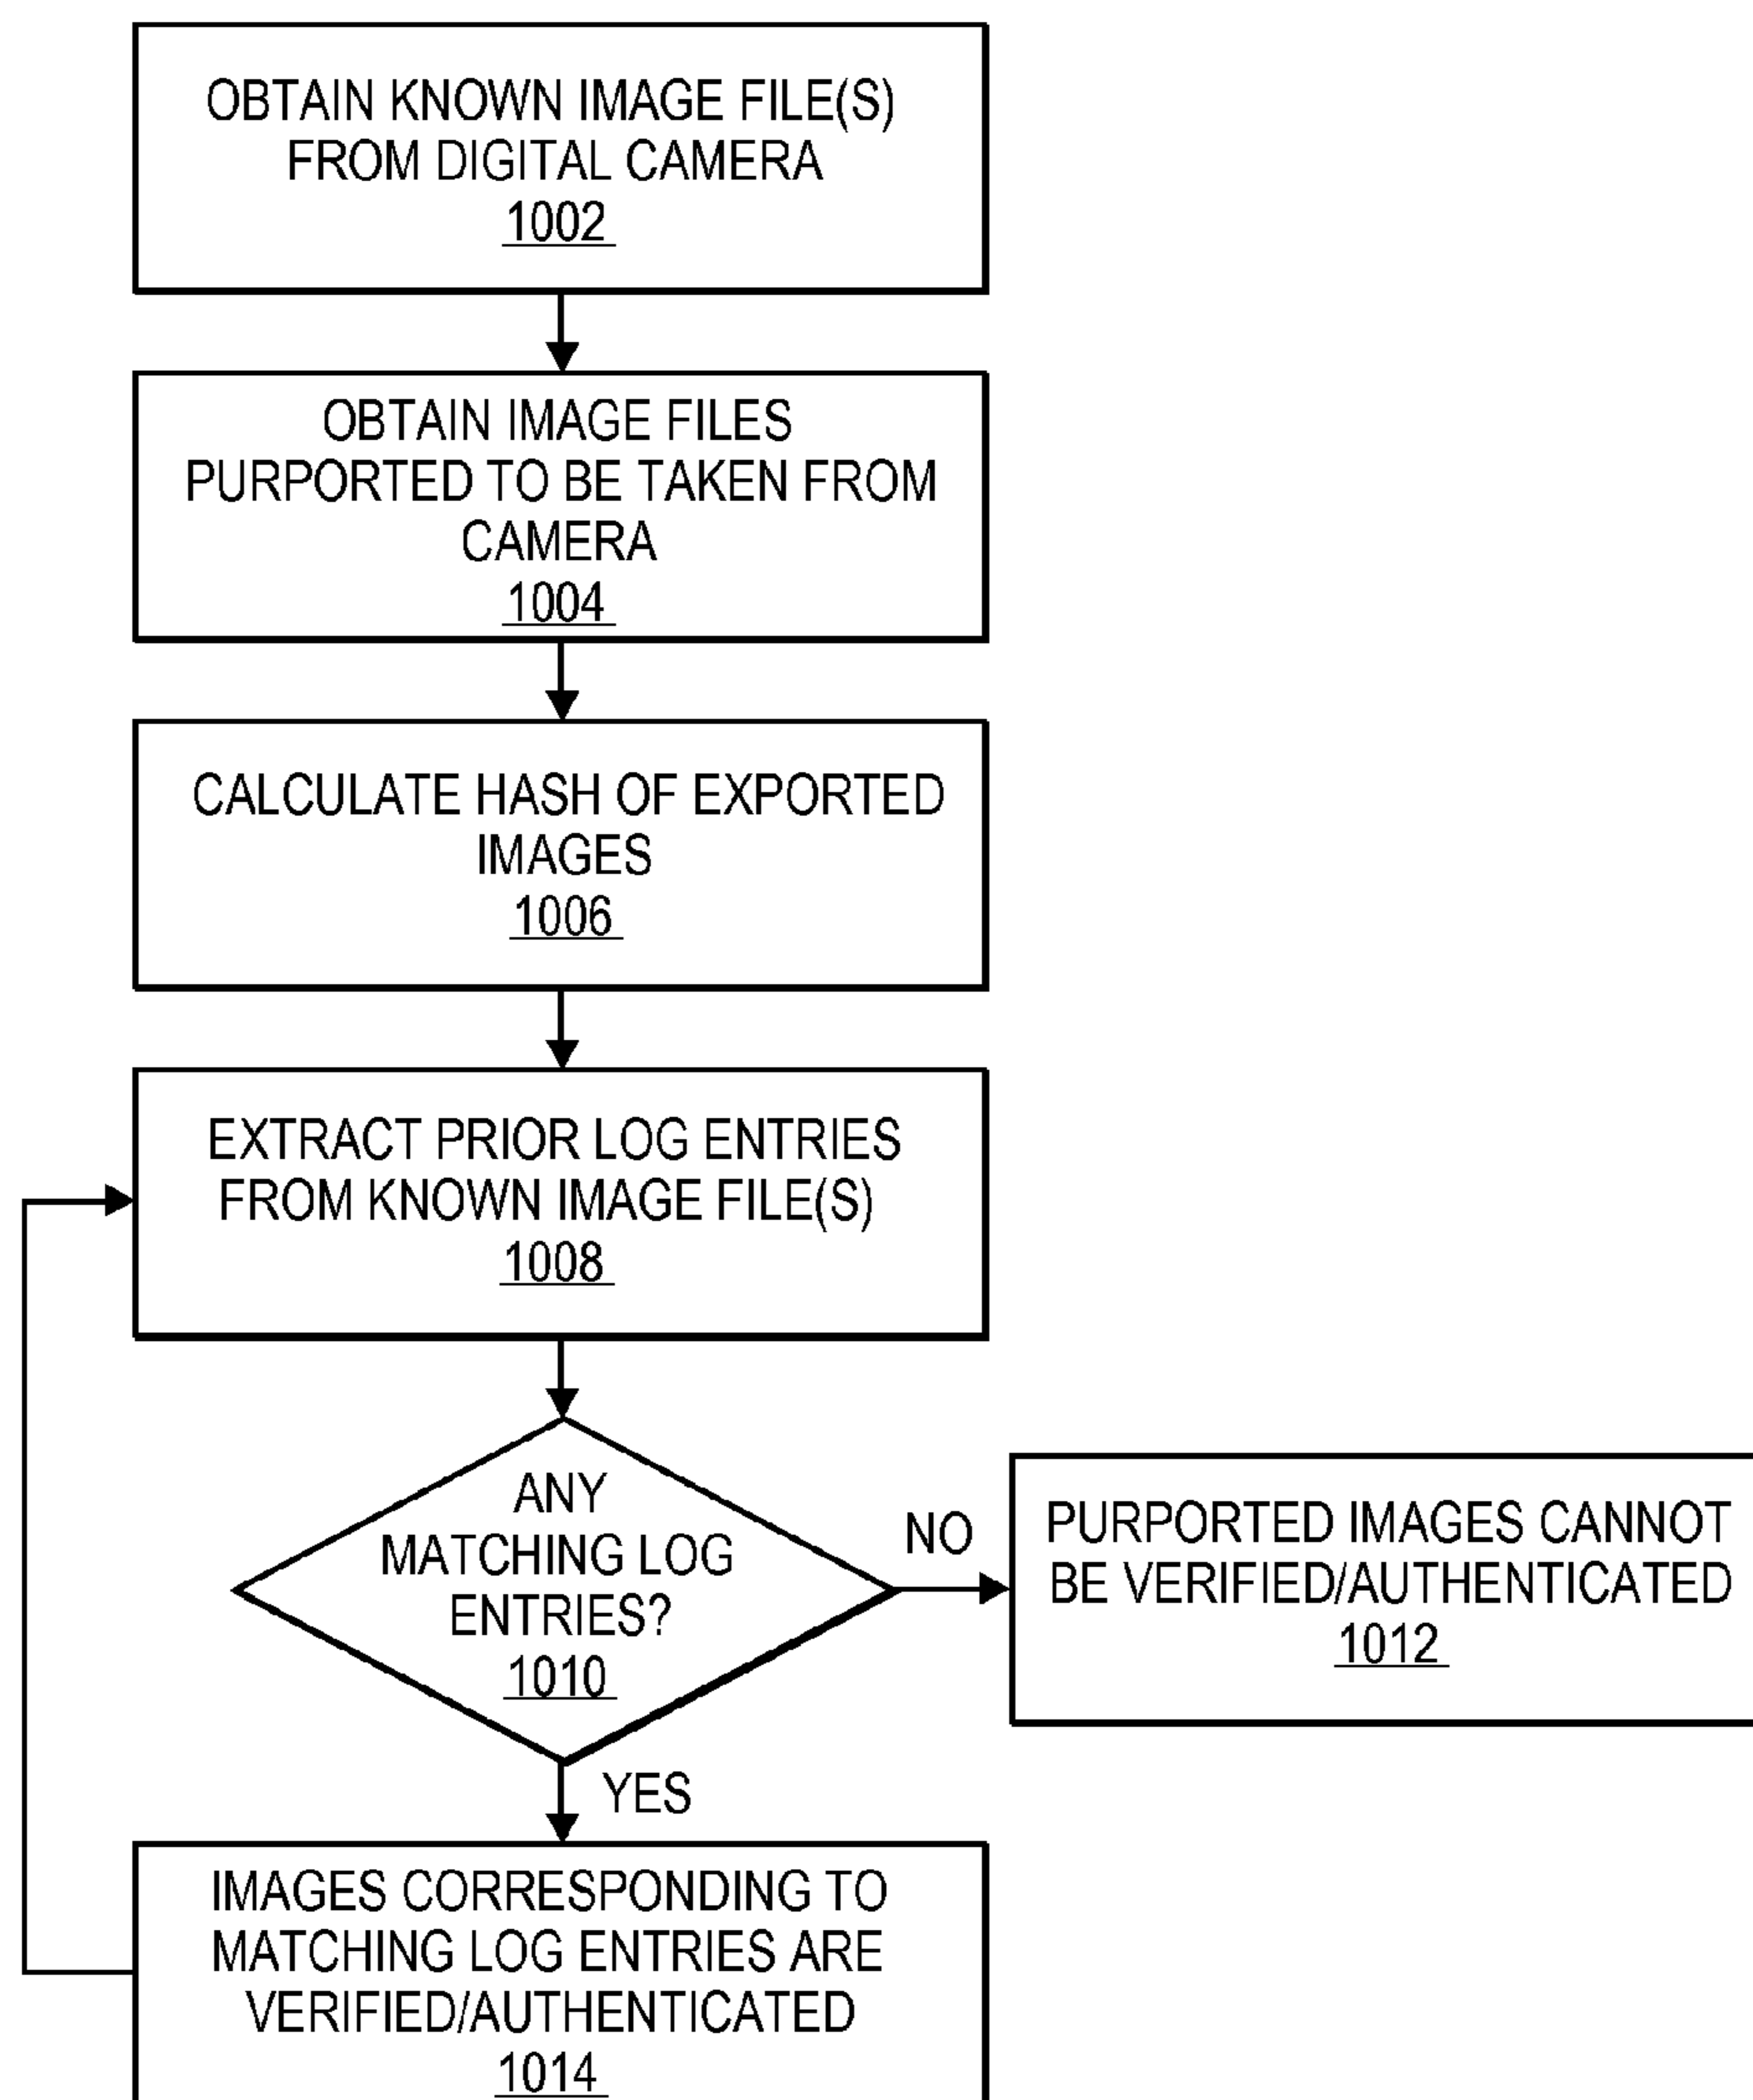 OBTAIN KNOWN IMAGE FILE(S)
FROM DIGITAL CAMERA
1002
OBTAIN IMAGE FILES
PURPORTED TO BE TAKEN FROM
CAMERA
1004
CALCULATE HASH OF EXPORTED
IMAGES
1006
EXTRACT PRIOR LOG ENTRIES
FROM KNOWN IMAGE FILE(S)
1008
ANY
MATCHING LOG
ENTRIES?
1010
NO
PURPORTED IMAGES CANNOT
BE VERIFIED/AUTHENTICATED
1012
YES
IMAGES CORRESPONDING TO
MATCHING LOG ENTRIES ARE
VERIFIED/AUTHENTICATED
1014